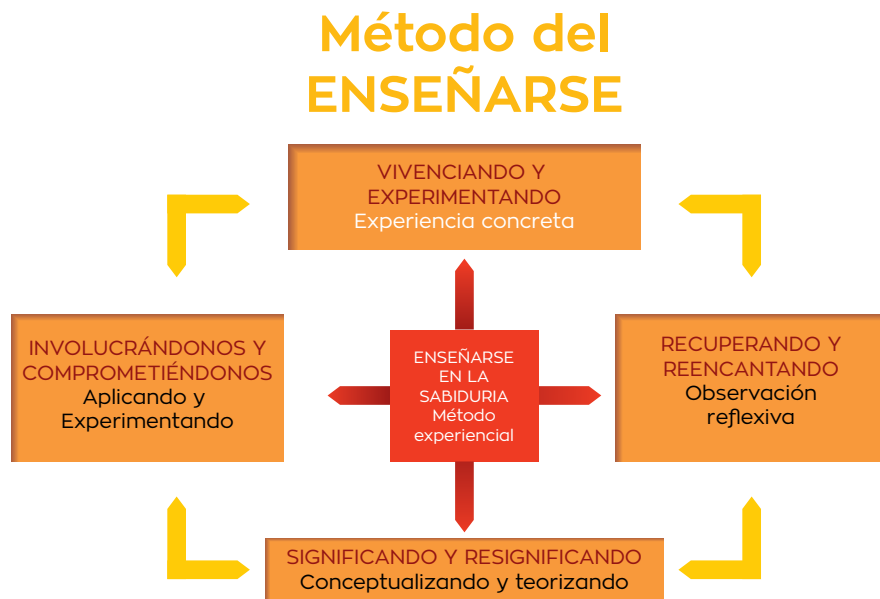 Método del
ENSEÑARSE
VIVENCIANDO Y
EXPERIMENTANDO
Experiencia concreta
INVOLUCRÁNDONOS Y
COMPROMETIÉNDONOS
Aplicando y
Experimentando
ENSEÑARSE
EN LA
SABIDURIA
Método
experiencial
RECUPERANDO Y
REENCANTANDO
Observación
reflexiva
SIGNIFICANDO Y RESIGNIFICANDO
Conceptualizando y teorizando